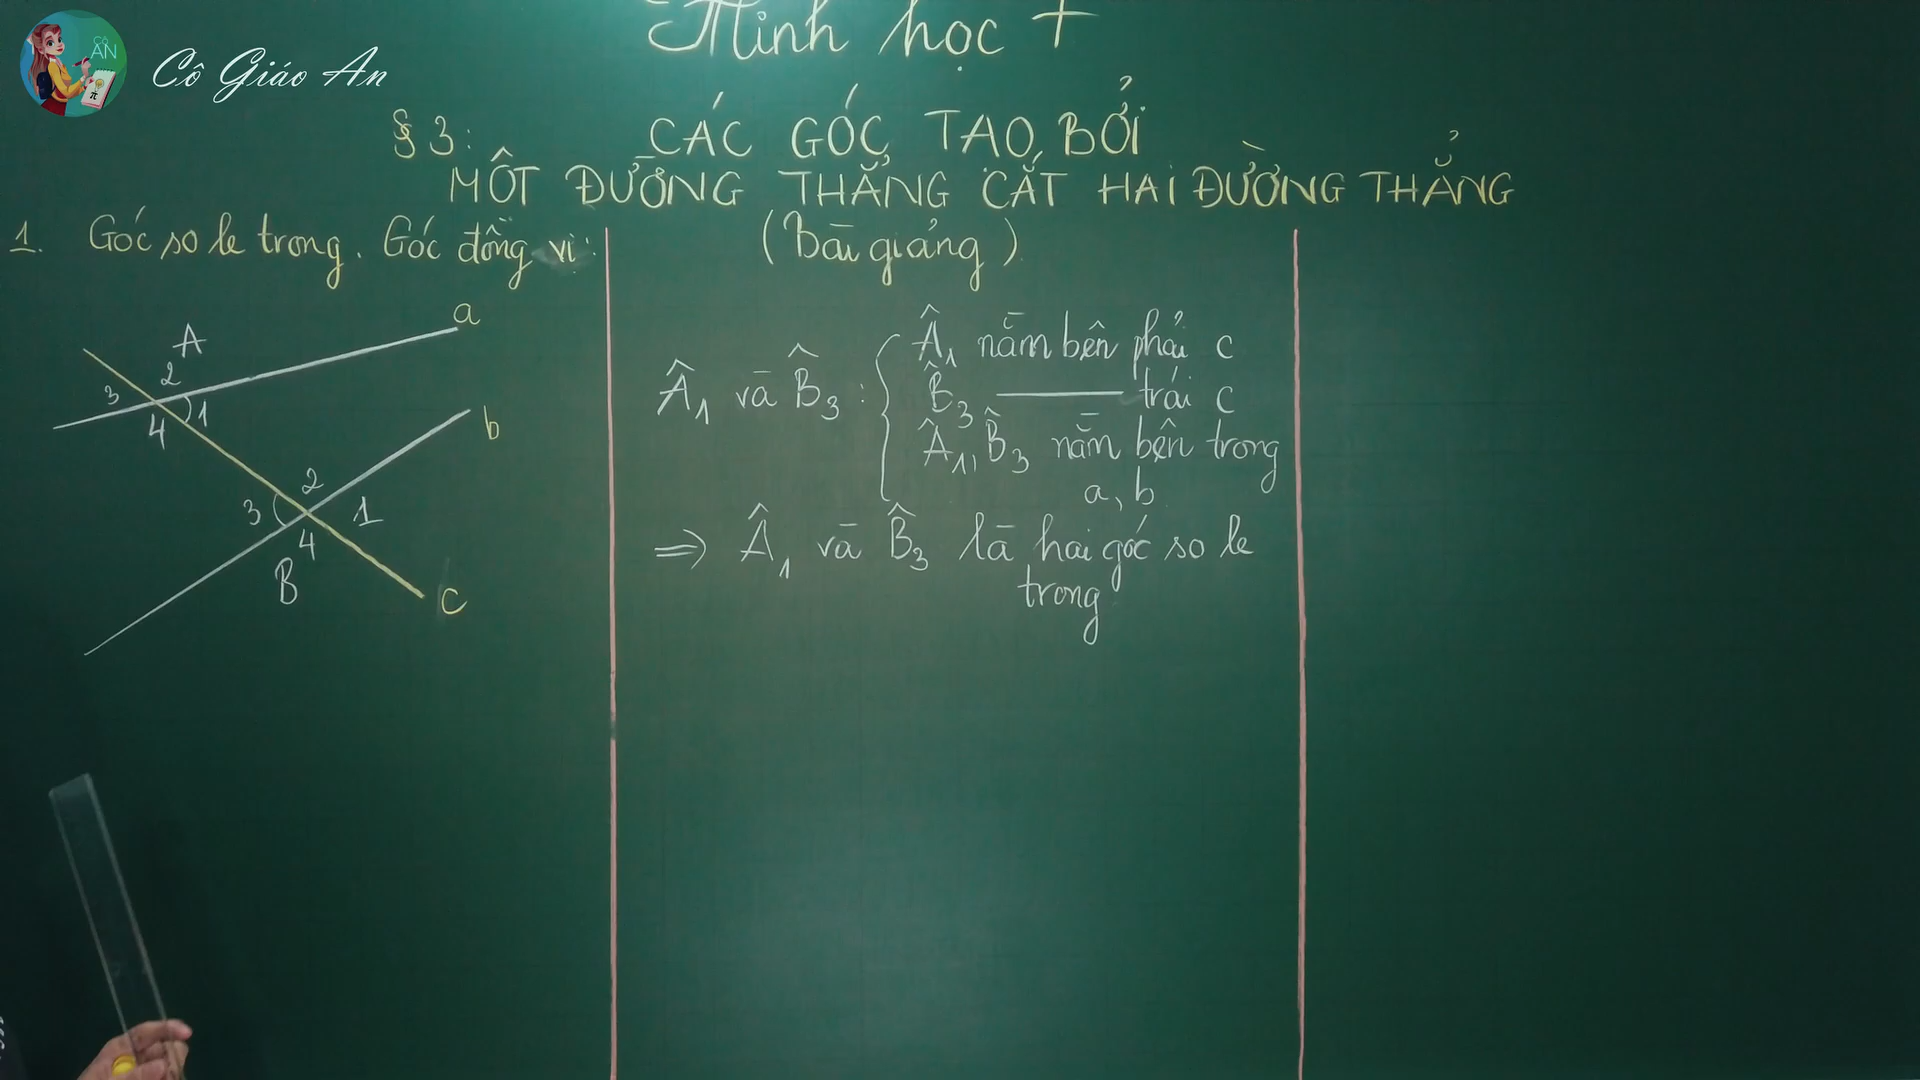 CÔ AN
Cô Giáo An
Mình học +
§ 3: CÁC GÓC TẠO BỞI
MỘT ĐƯỜNG THẲNG CẮT HAI ĐƯỜNG THẲNG
1. Góc so le trong. Góc đồng vị:
(Bài giảng)
a
A
2
3
1
4
b
2
3
1
4
B
c
Â₁ và B̂₃ : { Â₁ nằm bên phải c
B̂₃ ——— trái c
Â₁, B̂₃ nằm bên trong
a, b
⇒ Â₁ và B̂₃ là hai góc so le
trong